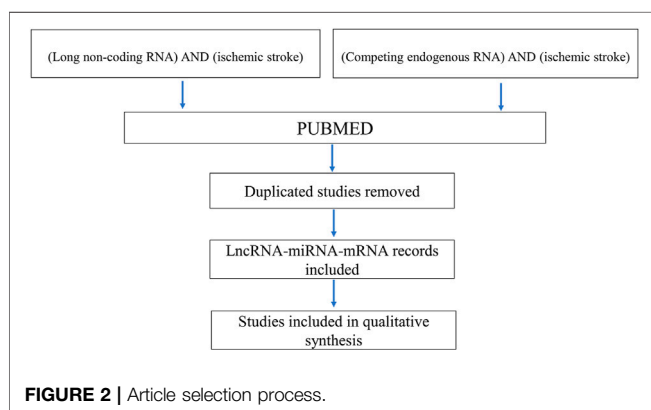 (Long non-coding RNA) AND (ischemic stroke)
(Competing endogenous RNA) AND (ischemic stroke)
PUBMED
Duplicated studies removed
LncRNA-miRNA-mRNA records
included
Studies included in qualitative
synthesis
FIGURE 2 | Article selection process.